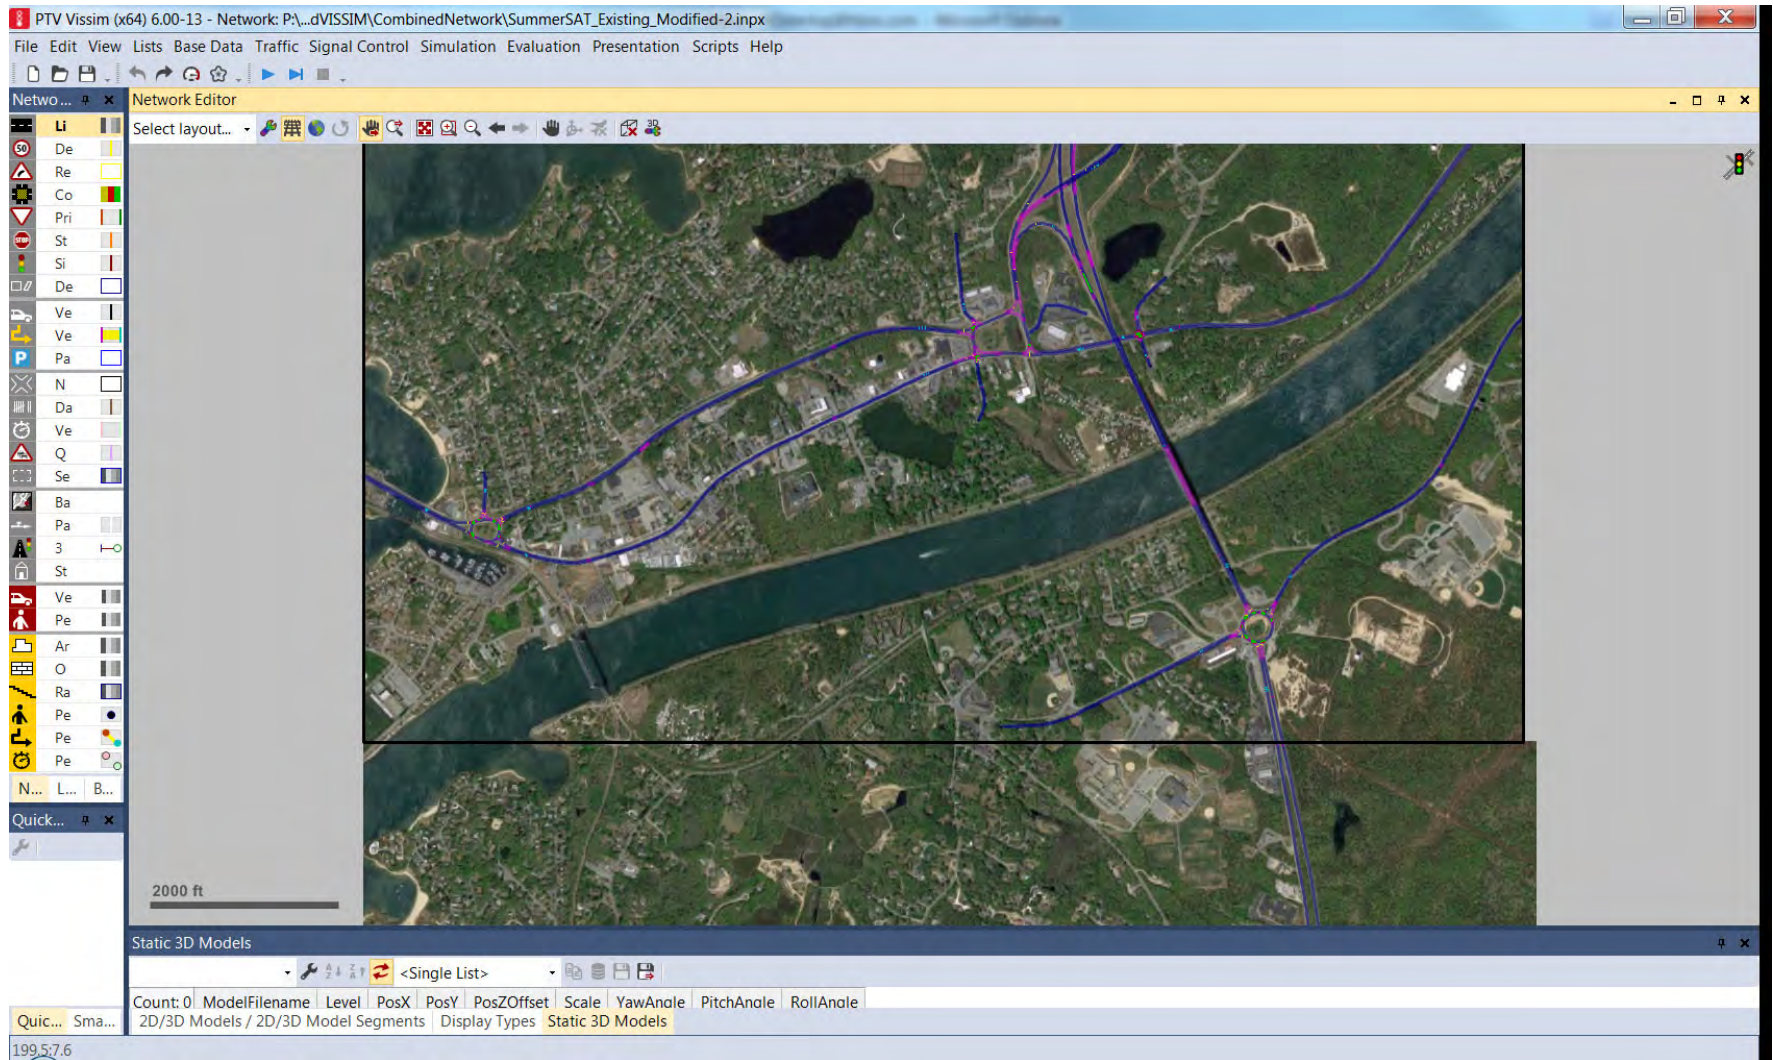 PTV Vissim (x64) 6.00-13 - Network: P:\...dVISSIM\CombinedNetwork\SummerSAT_Existing_Modified-2.inpx
File Edit View Lists Base Data Traffic Signal Control Simulation Evaluation Presentation Scripts Help
Netwo...
Network Editor
Select layout...
Li
50 De
Re
Co
Pri
STOP St
Si
De
Ve
Ve
P Pa
N
Da
Ve
Q
Se
Ba
Pa
3
St
Ve
Pe
Ar
O
Ra
Pe
Pe
Pe
N... L... B...
Quick...
2000 ft
Static 3D Models
<Single List>
Count: 0 ModelFilename Level PosX PosY PosZOffset Scale YawAngle PitchAngle RollAngle
Quic... Sma... 2D/3D Models / 2D/3D Model Segments Display Types Static 3D Models
199.5:7.6